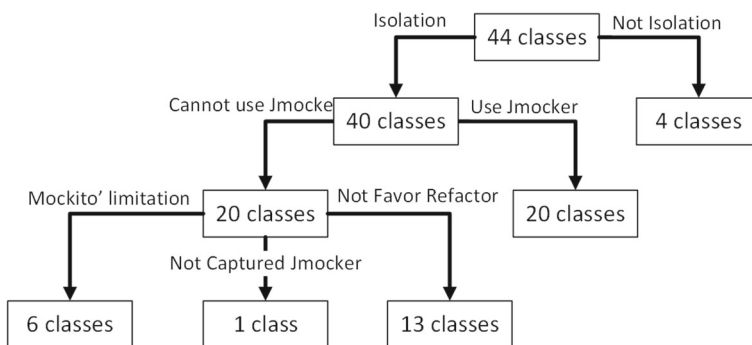 Isolation
44 classes
Not Isolation
Cannot use Jmocke
40 classes
Use Jmocker
4 classes
Mockito' limitation
20 classes
Not Favor Refactor
20 classes
Not Captured Jmocker
6 classes
1 class
13 classes